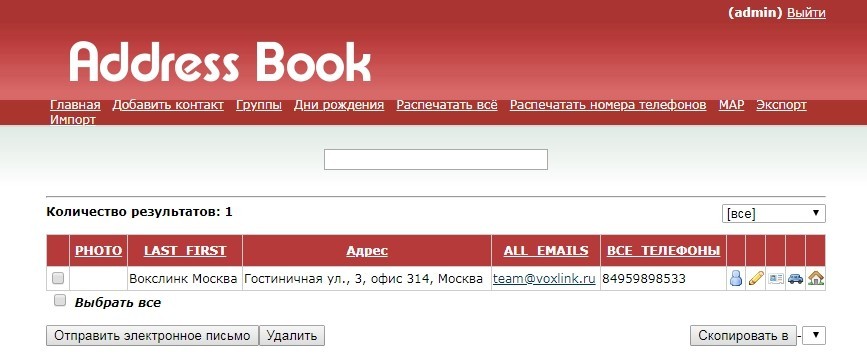 (admin) Выйти
Address Book
Главная Добавить контакт Группы Дни рождения Распечатать всё Распечатать номера телефонов MAP Экспорт
Импорт
Количество результатов: 1
[все]
PHOTO LAST_FIRST Адрес ALL_EMAILS ВСЕ_ТЕЛЕФОНЫ
Вокслинк Москва Гостиничная ул., 3, офис 314, Москва team@voxlink.ru 84959898533
Выбрать все
Отправить электронное письмо Удалить Скопировать в -